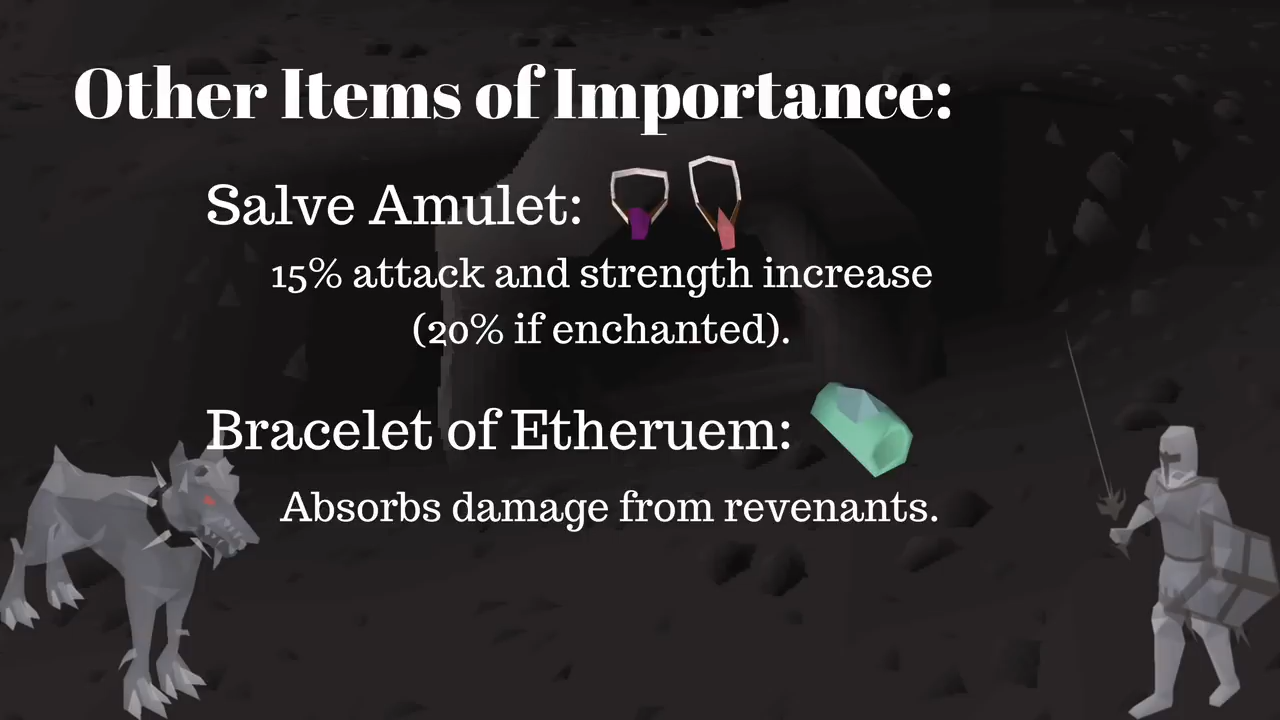 Other Items of Importance:
Salve Amulet:
15% attack and strength increase
(20% if enchanted).
Bracelet of Etheruem:
Absorbs damage from revenants.